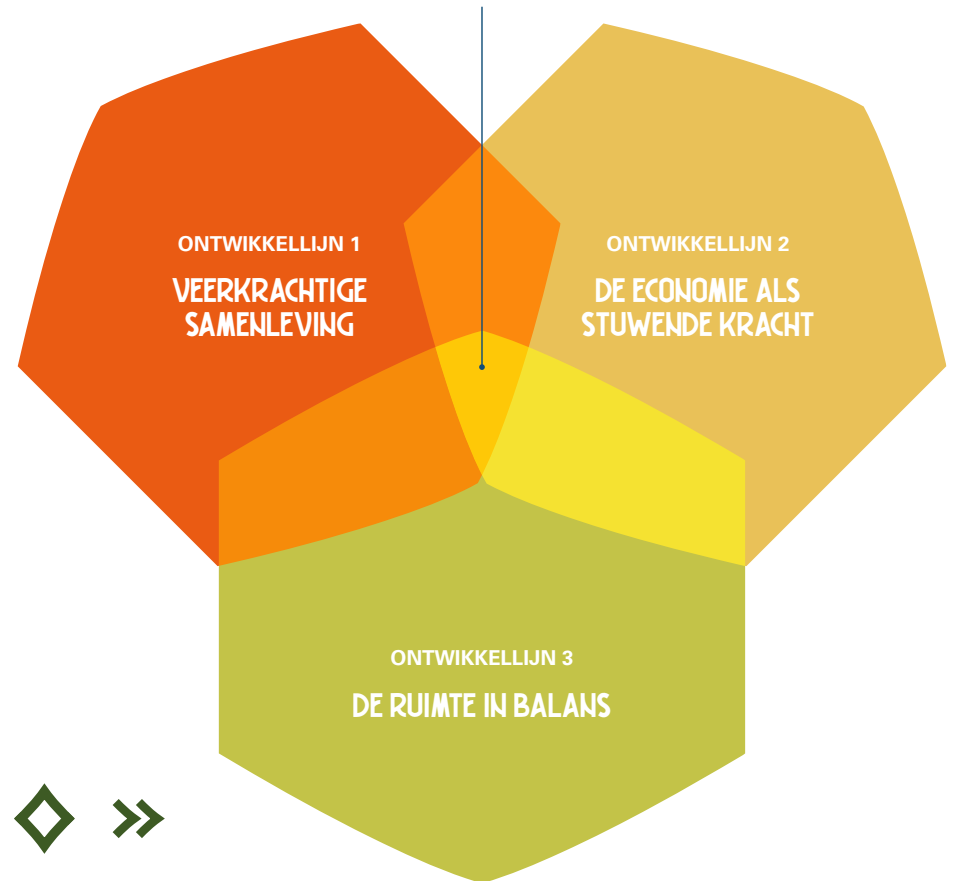 ONTWIKKELLIJN 1
VEERKRACHTIGE
SAMENLEVING
ONTWIKKELLIJN 2
DE ECONOMIE ALS
STUWENDE KRACHT
ONTWIKKELLIJN 3
DE RUIMTE IN BALANS